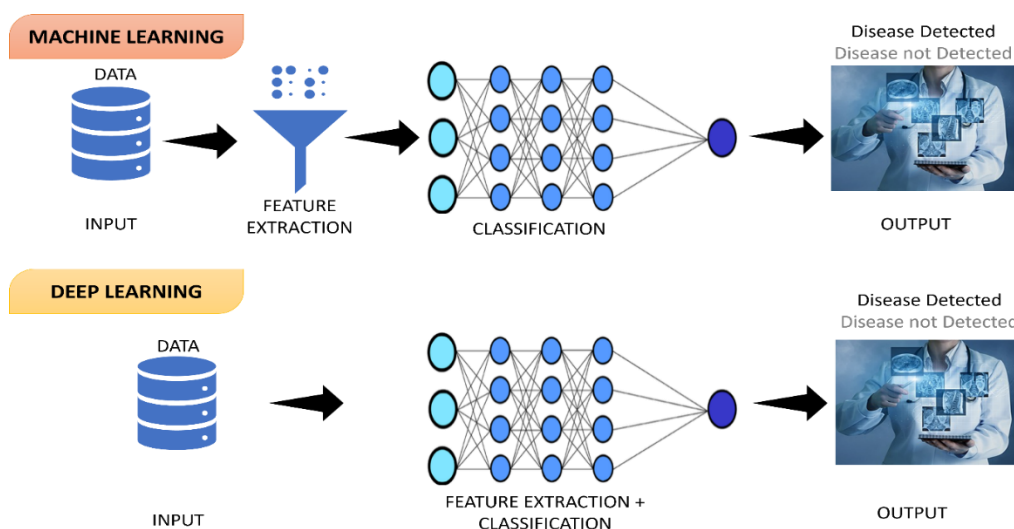 MACHINE LEARNING
DATA
INPUT
FEATURE
EXTRACTION
CLASSIFICATION
Disease Detected
Disease not Detected
OUTPUT
DEEP LEARNING
DATA
INPUT
FEATURE EXTRACTION +
CLASSIFICATION
Disease Detected
Disease not Detected
OUTPUT